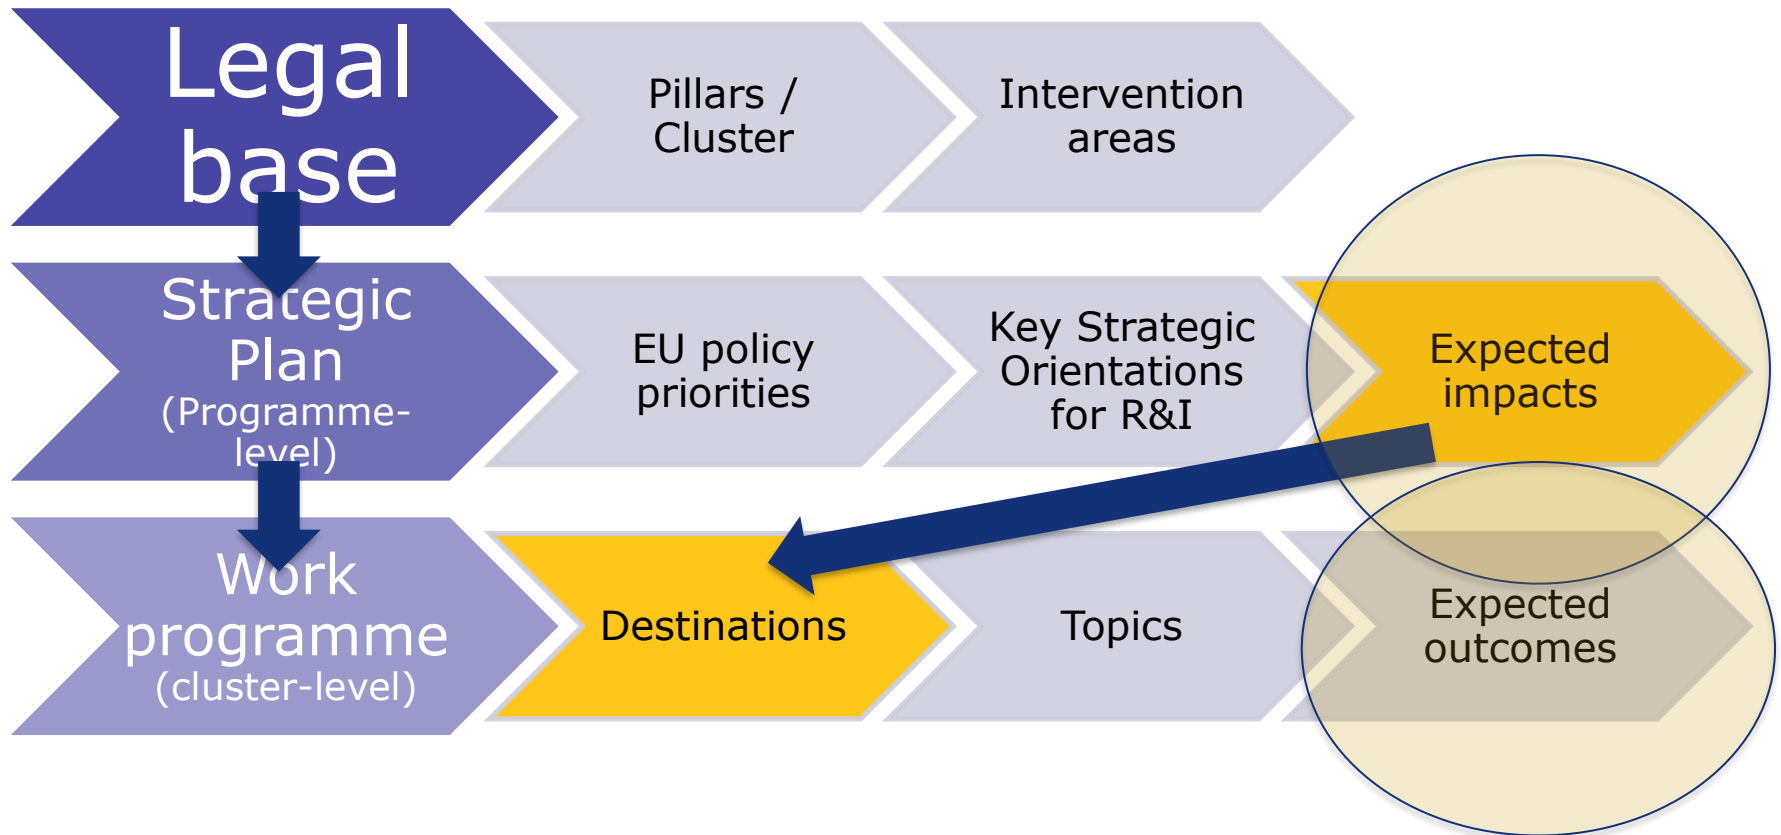 Legal
base
Pillars /
Cluster
Intervention
areas
Strategic
Plan
(Programme-
level)
EU policy
priorities
Key Strategic
Orientations
for R&I
Expected
impacts
Work
programme
(cluster-level)
Destinations
Topics
Expected
outcomes